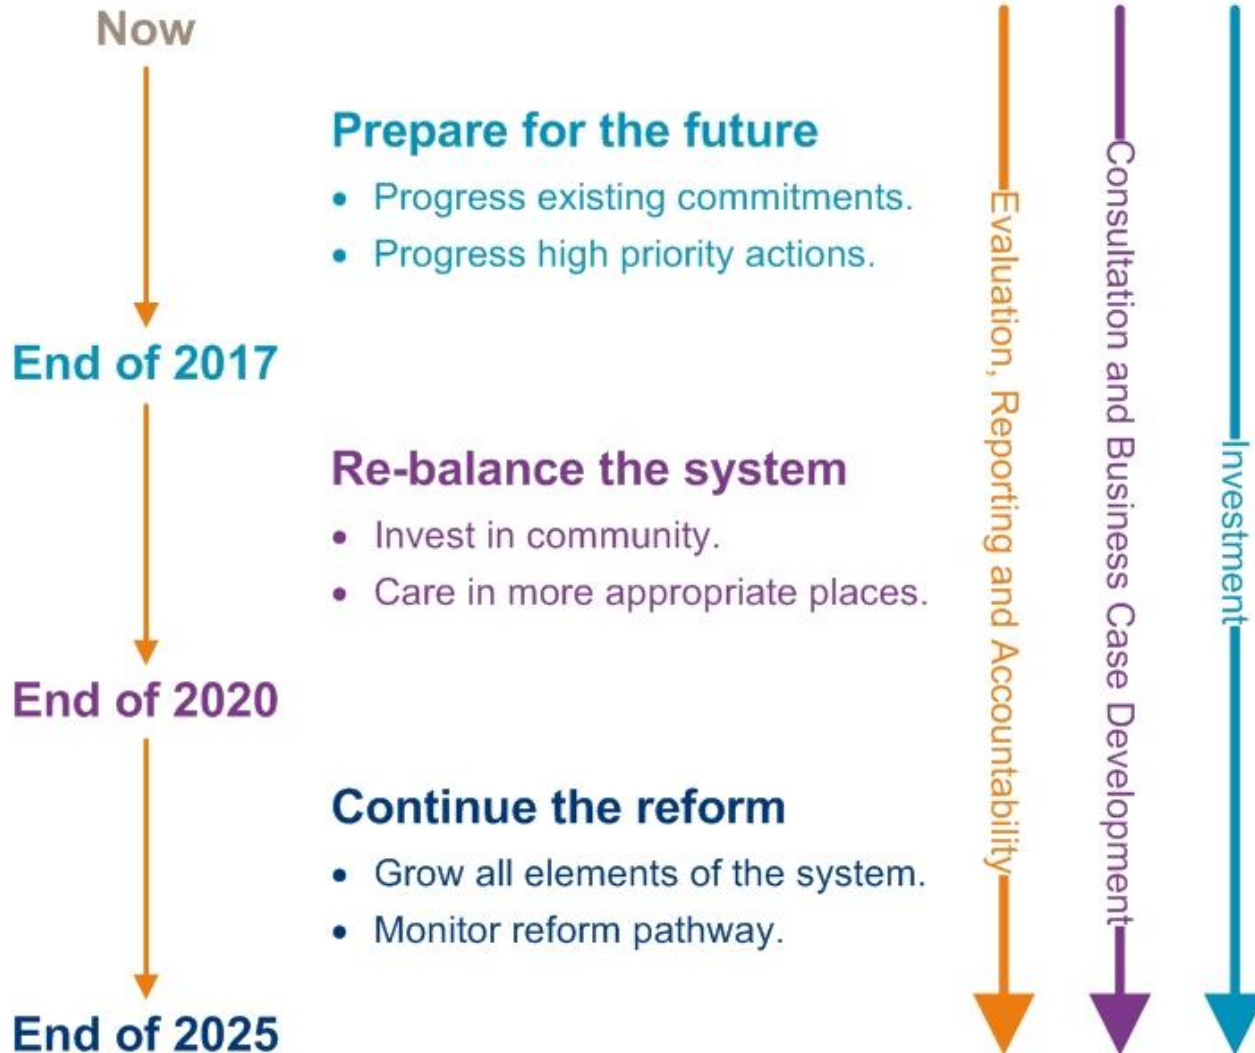 Now
Prepare for the future
• Progress existing commitments.
• Progress high priority actions.
End of 2017
Re-balance the system
• Invest in community.
• Care in more appropriate places.
End of 2020
Continue the reform
• Grow all elements of the system.
• Monitor reform pathway.
End of 2025
Evaluation, Reporting and Accountability
Consultation and Business Case Development
Investment